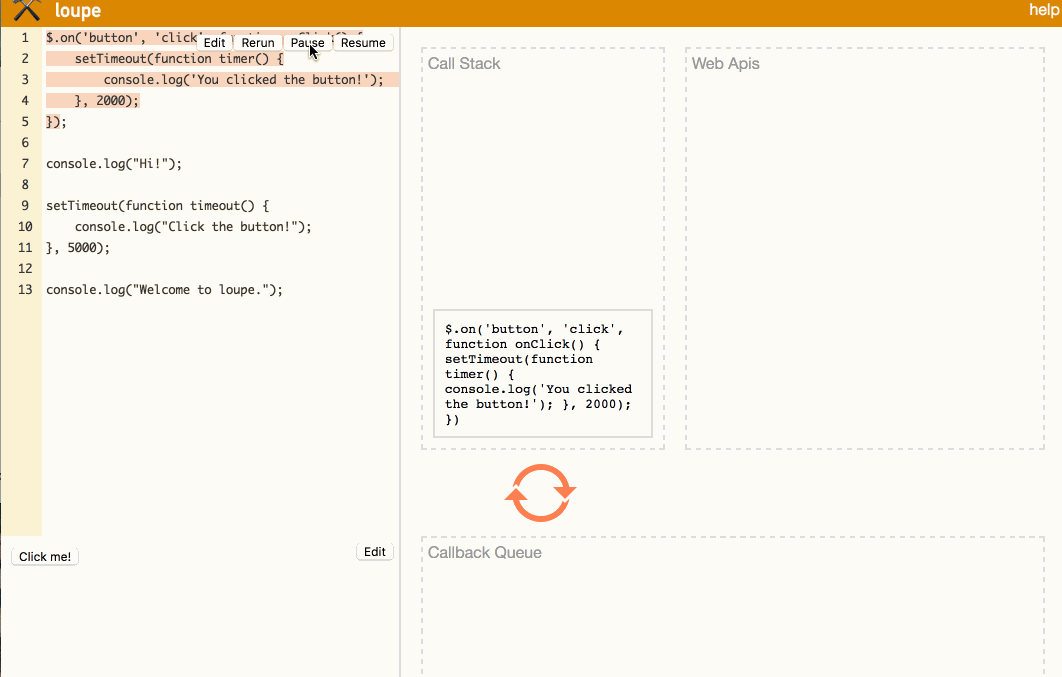 loupe
help
Edit Rerun Pause Resume
1 $.on('button', 'click'
2 setTimeout(function timer() {
3 console.log('You clicked the button!');
4 }, 2000);
5 });
6
7 console.log("Hi!");
8
9 setTimeout(function timeout() {
10 console.log("Click the button!");
11 }, 5000);
12
13 console.log("Welcome to loupe.");
Click me!
Edit
Call Stack
$.on('button', 'click',
function onClick() {
setTimeout(function
timer() {
console.log('You clicked
the button!'); }, 2000);
})
Web Apis
Callback Queue